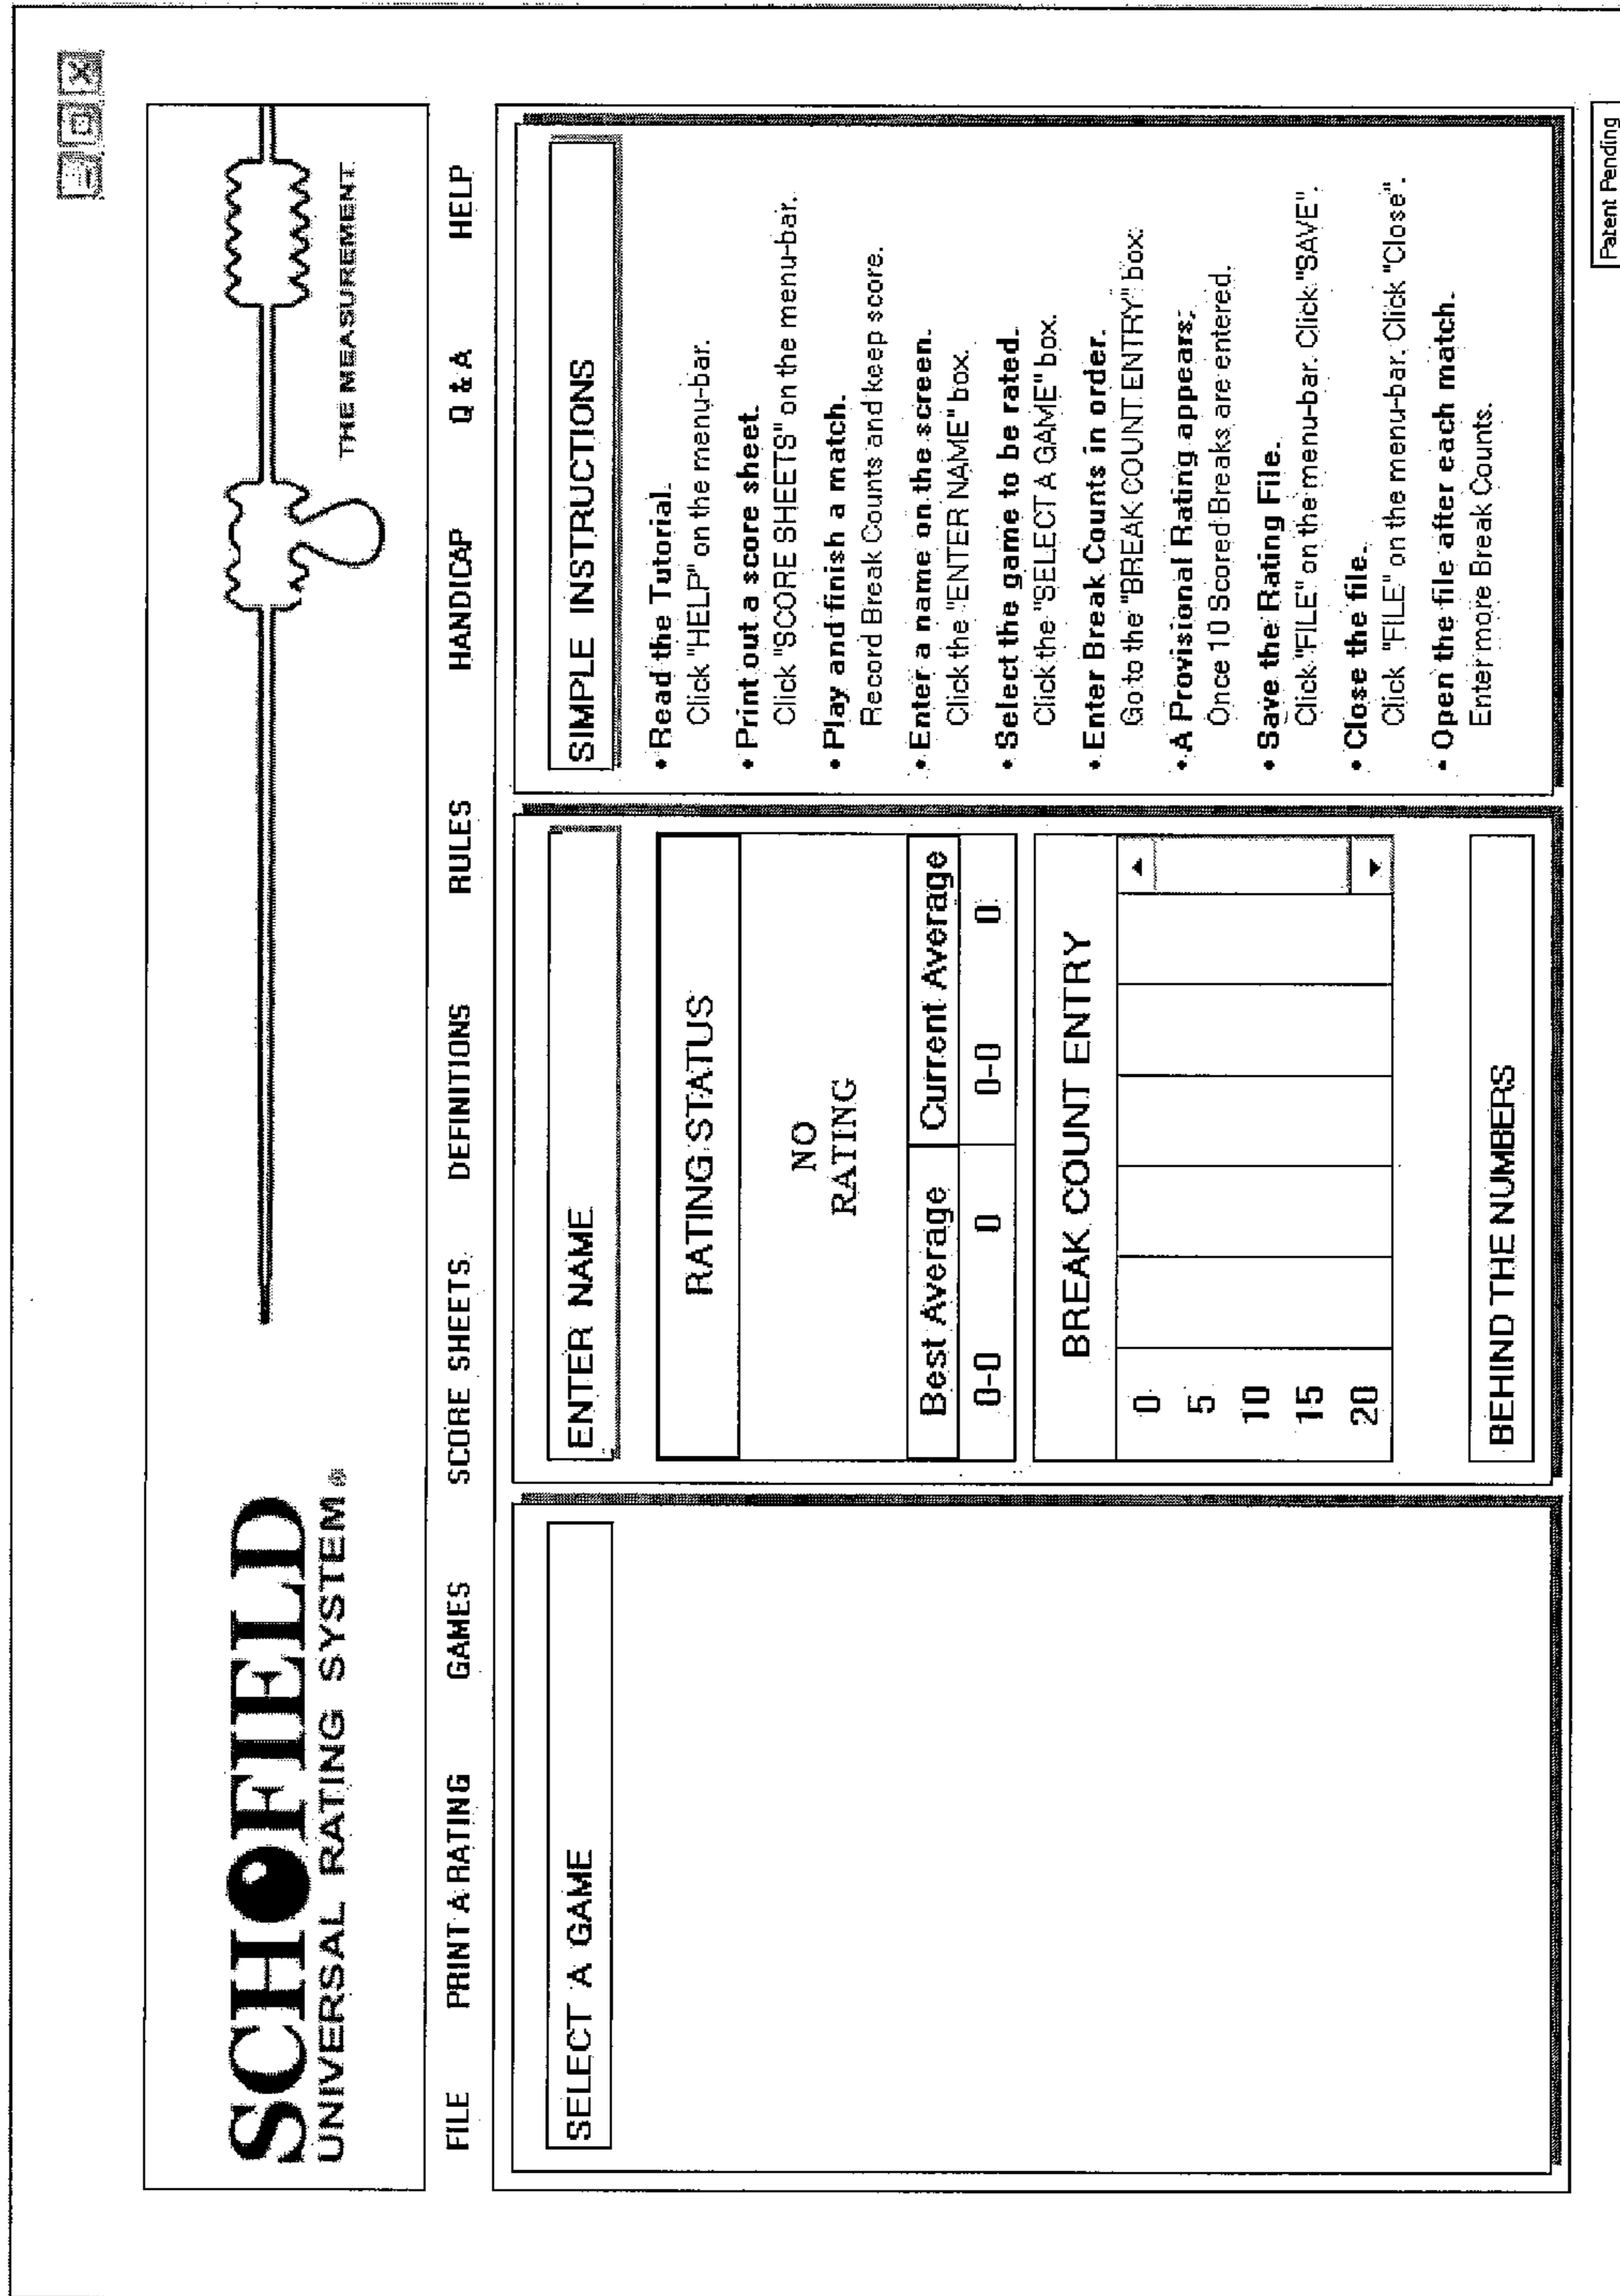 SCHOFIELD
UNIVERSAL RATING SYSTEM®
THE MEASUREMENT
FILE PRINT A RATING GAMES SCORE SHEETS DEFINITIONS RULES HANDICAP Q & A HELP
SELECT A GAME
ENTER NAME
RATING STATUS
NO
RATING
Best Average Current Average
0-0 0 0-0 0
BREAK COUNT ENTRY
0
5
10
15
20
BEHIND THE NUMBERS
SIMPLE INSTRUCTIONS
• Read the Tutorial.
Click "HELP" on the menu-bar.
• Print out a score sheet.
Click "SCORE SHEETS" on the menu-bar.
• Play and finish a match.
Record Break Counts and keep score.
• Enter a name on the screen.
Click the "ENTER NAME" box.
• Select the game to be rated.
Click the "SELECT A GAME" box.
• Enter Break Counts in order.
Go to the "BREAK COUNT ENTRY" box.
• A Provisional Rating appears.
Once 10 Scored Breaks are entered.
• Save the Rating File.
Click "FILE" on the menu-bar. Click "SAVE".
• Close the file.
Click "FILE" on the menu-bar. Click "Close".
• Open the file after each match.
Enter more Break Counts.
Patent Pending